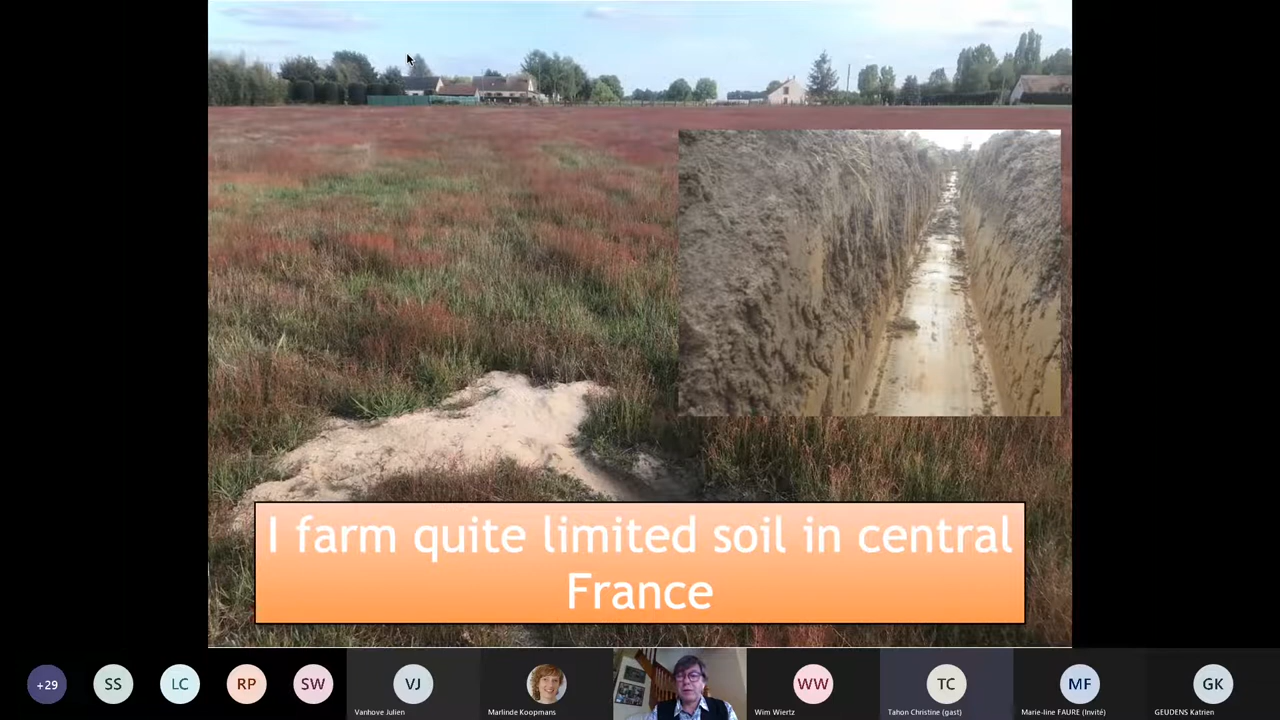 I farm quite limited soil in central
France
+29
SS
LC
RP
SW
VJ
WW
TC
MF
GK
Vanhove Julien
Marlinde Koopmans
Wim Wiertz
Tahon Christine (gast)
Marie-line FAURE (Invité)
GEUDENS Katrien